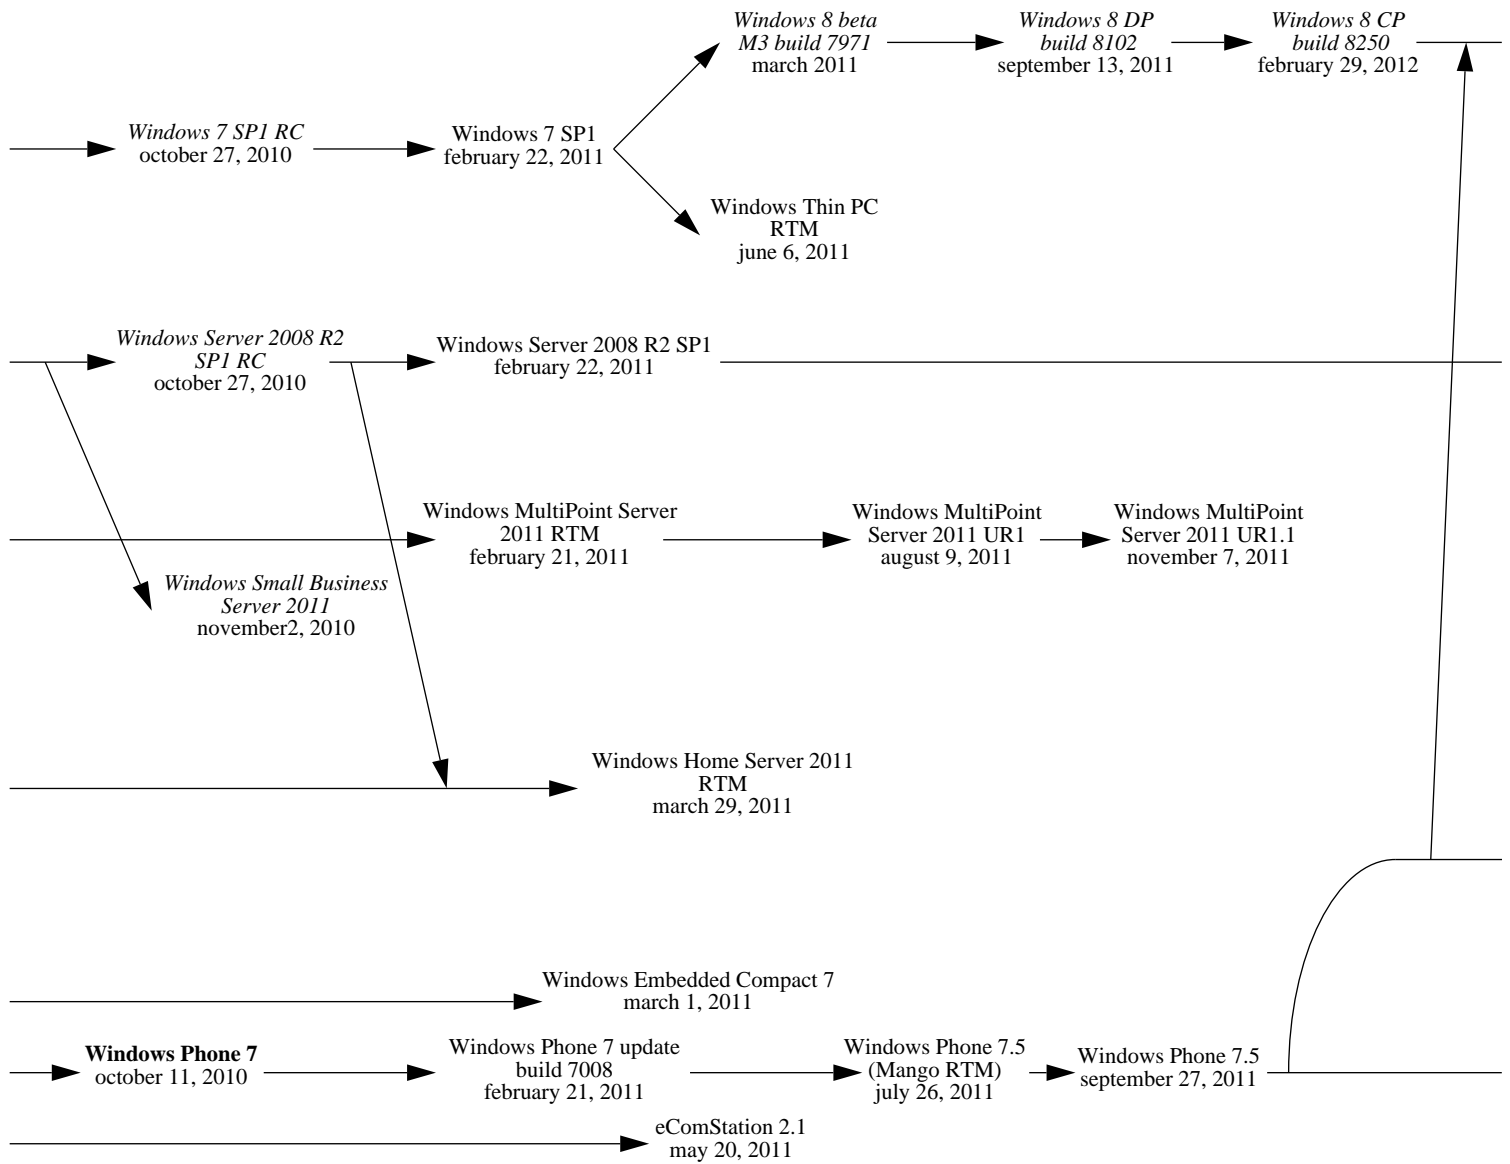 Windows 8 beta
M3 build 7971
march 2011
Windows 8 DP
build 8102
september 13, 2011
Windows 8 CP
build 8250
february 29, 2012
Windows 7 SP1 RC
october 27, 2010
Windows 7 SP1
february 22, 2011
Windows Thin PC
RTM
june 6, 2011
Windows Server 2008 R2
SP1 RC
october 27, 2010
Windows Server 2008 R2 SP1
february 22, 2011
Windows MultiPoint Server
2011 RTM
february 21, 2011
Windows MultiPoint
Server 2011 UR1
august 9, 2011
Windows MultiPoint
Server 2011 UR1.1
november 7, 2011
Windows Small Business
Server 2011
november2, 2010
Windows Home Server 2011
RTM
march 29, 2011
Windows Embedded Compact 7
march 1, 2011
Windows Phone 7
october 11, 2010
Windows Phone 7 update
build 7008
february 21, 2011
Windows Phone 7.5
(Mango RTM)
july 26, 2011
Windows Phone 7.5
september 27, 2011
eComStation 2.1
may 20, 2011